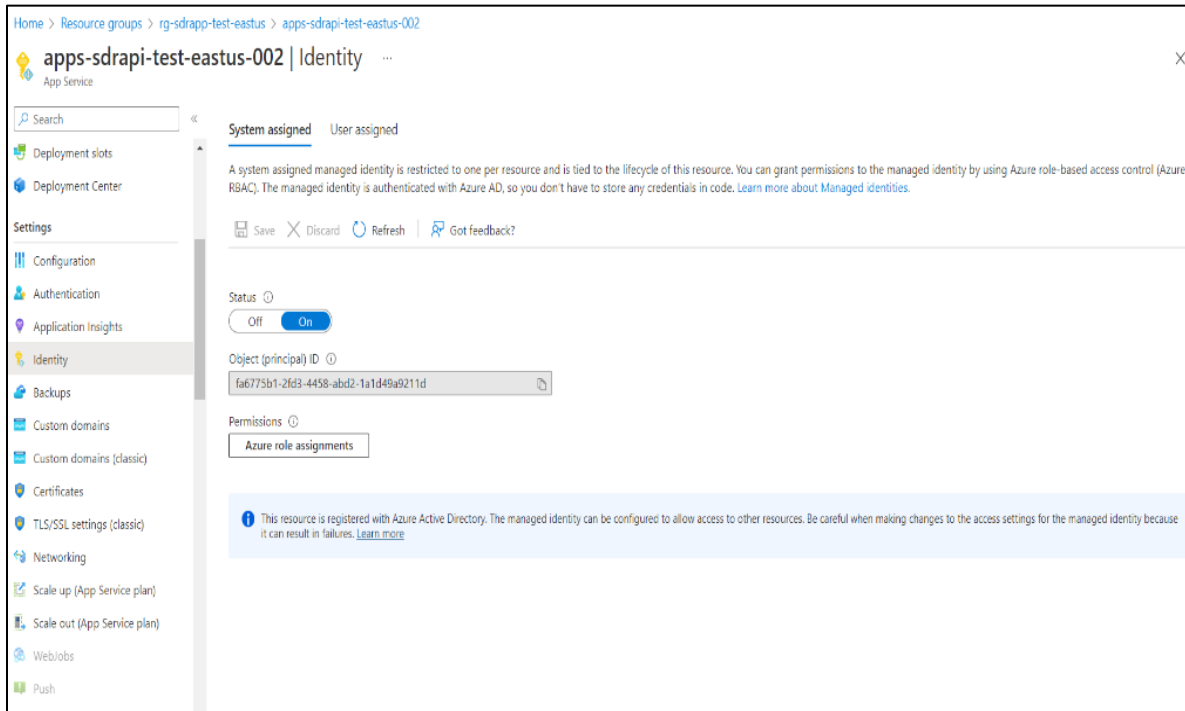 Home > Resource groups > rg-sdrapp-test-eastus > apps-sdrapi-test-eastus-002
apps-sdrapi-test-eastus-002 | Identity ...
App Service
Search
Deployment slots
Deployment Center
Settings
Configuration
Authentication
Application Insights
Identity
Backups
Custom domains
Custom domains (classic)
Certificates
TLS/SSL settings (classic)
Networking
Scale up (App Service plan)
Scale out (App Service plan)
WebJobs
Push
System assigned User assigned
A system assigned managed identity is restricted to one per resource and is tied to the lifecycle of this resource. You can grant permissions to the managed identity by using Azure role-based access control (Azure
RBAC). The managed identity is authenticated with Azure AD, so you don't have to store any credentials in code. Learn more about Managed identities.
Save Discard Refresh Got feedback?
Status
Off On
Object (principal) ID
fa6775b1-2fd3-4458-abd2-1a1d49a9211d
Permissions
Azure role assignments
This resource is registered with Azure Active Directory. The managed identity can be configured to allow access to other resources. Be careful when making changes to the access settings for the managed identity because
it can result in failures. Learn more